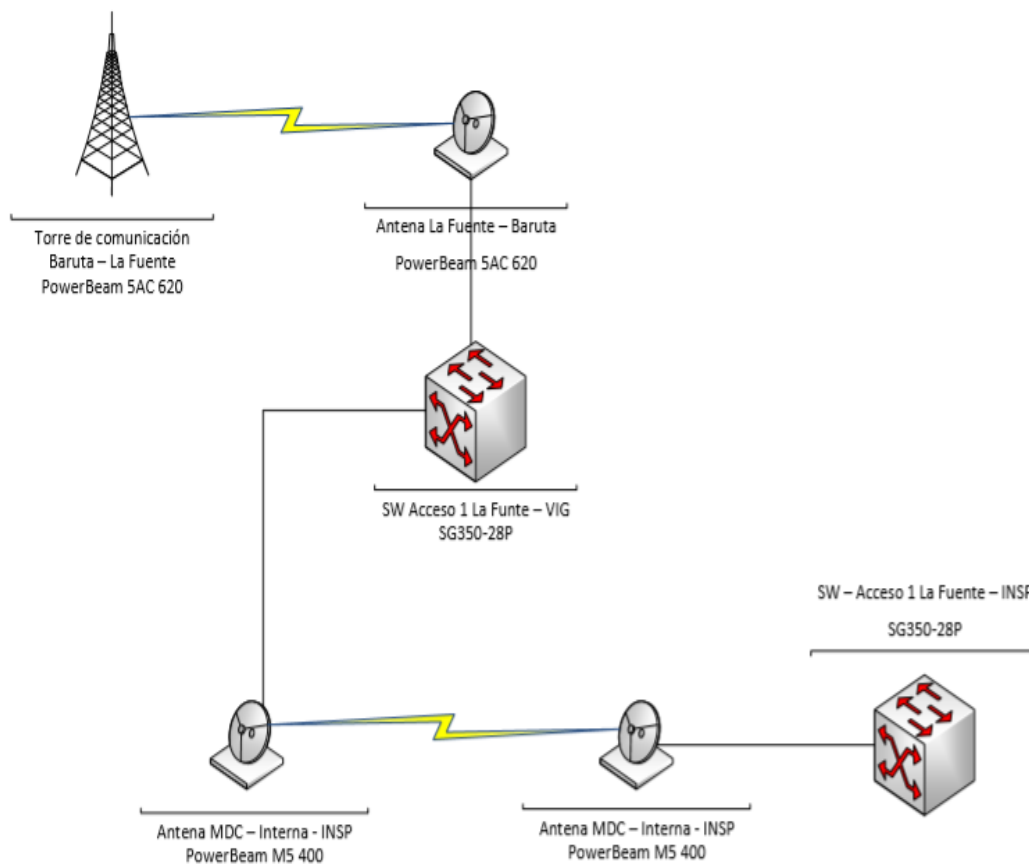 Torre de comunicación
Baruta – La Fuente
PowerBeam 5AC 620
Antena La Fuente – Baruta
PowerBeam 5AC 620
SW Acceso 1 La Funte – VIG
SG350-28P
SW – Acceso 1 La Fuente – INSP
SG350-28P
Antena MDC – Interna - INSP
PowerBeam M5 400
Antena MDC – Interna - INSP
PowerBeam M5 400